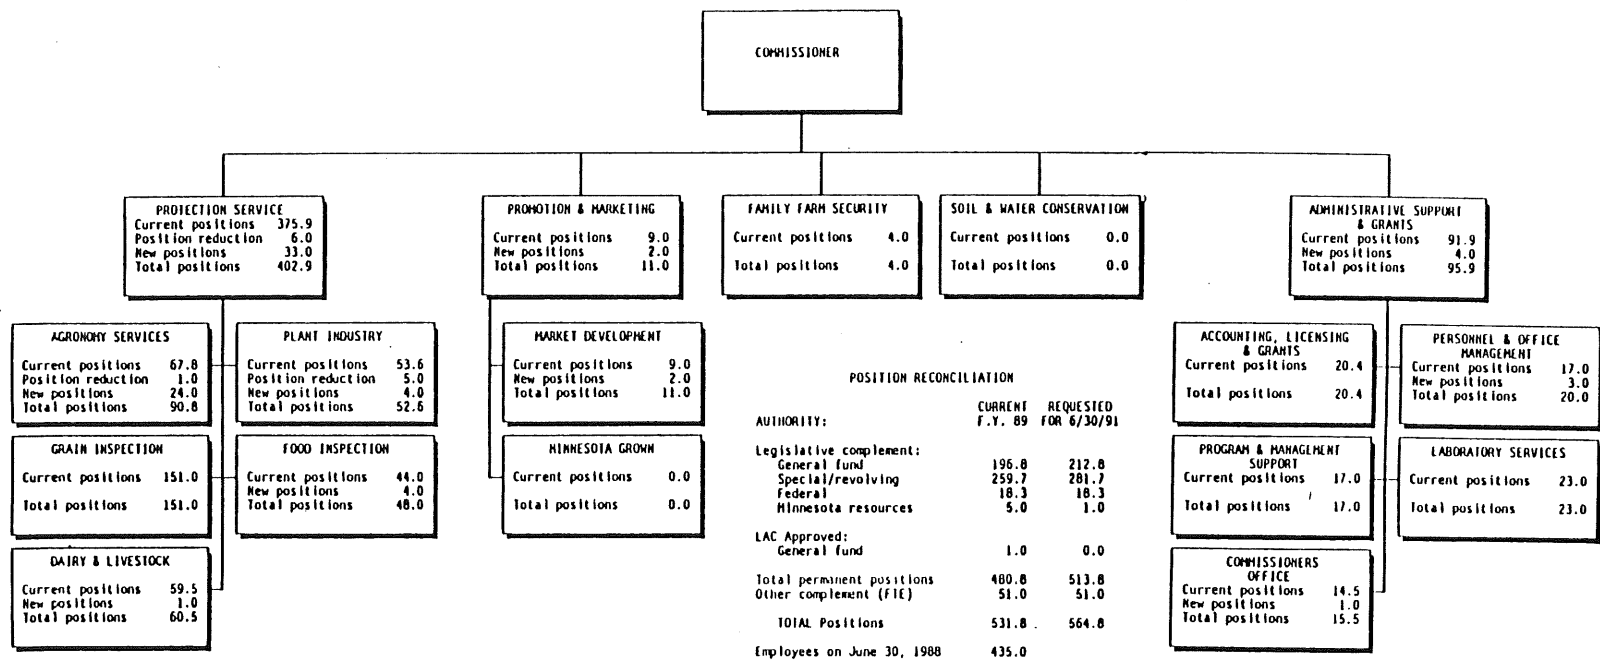 COMMISSIONER
PROTECTION SERVICE
Current positions 375.9
Position reduction 6.0
New positions 33.0
Total positions 402.9
PROMOTION & MARKETING
Current positions 9.0
New positions 2.0
Total positions 11.0
FAMILY FARM SECURITY
Current positions 4.0
Total positions 4.0
SOIL & WATER CONSERVATION
Current positions 0.0
Total positions 0.0
ADMINISTRATIVE SUPPORT
& GRANTS
Current positions 91.9
New positions 4.0
Total positions 95.9
AGRONOMY SERVICES
Current positions 67.8
Position reduction 1.0
New positions 24.0
Total positions 90.8
PLANT INDUSTRY
Current positions 53.6
Position reduction 5.0
New positions 4.0
Total positions 52.6
GRAIN INSPECTION
Current positions 151.0
Total positions 151.0
FOOD INSPECTION
Current positions 44.0
New positions 4.0
Total positions 48.0
DAIRY & LIVESTOCK
Current positions 59.5
New positions 1.0
Total positions 60.5
MARKET DEVELOPMENT
Current positions 9.0
New positions 2.0
Total positions 11.0
MINNESOTA GROWN
Current positions 0.0
Total positions 0.0
POSITION RECONCILIATION
CURRENT REQUESTED
AUTHORITY: F.Y. 89 FOR 6/30/91
Legislative complement:
General fund 196.8 212.8
Special/revolving 259.7 281.7
Federal 18.3 18.3
Minnesota resources 5.0 1.0
LAC Approved:
General fund 1.0 0.0
Total permanent positions 480.8 513.8
Other complement (FTE) 51.0 51.0
TOTAL Positions 531.8 564.8
Employees on June 30, 1988 435.0
ACCOUNTING, LICENSING
& GRANTS
Current positions 20.4
Total positions 20.4
PERSONNEL & OFFICE
MANAGEMENT
Current positions 17.0
New positions 3.0
Total positions 20.0
PROGRAM & MANAGEMENT
SUPPORT
Current positions 17.0
Total positions 17.0
LABORATORY SERVICES
Current positions 23.0
Total positions 23.0
COMMISSIONERS
OFFICE
Current positions 14.5
New positions 1.0
Total positions 15.5